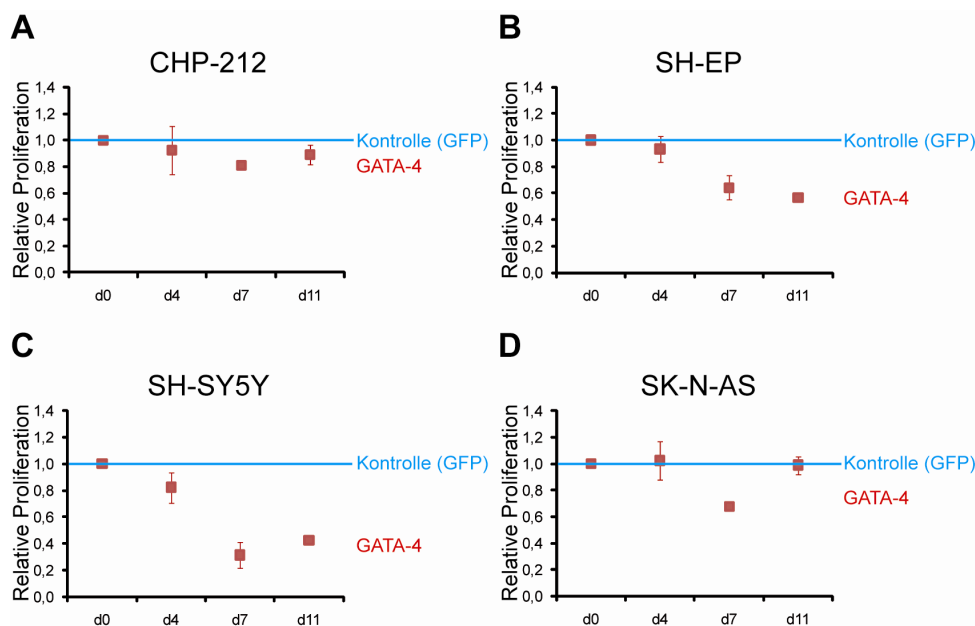 A
CHP-212
Relative Proliferation
1,4
1,2
1,0
0,8
0,6
0,4
0,2
0,0
d0 d4 d7 d11
Kontrolle (GFP)
GATA-4
B
SH-EP
Relative Proliferation
1,4
1,2
1,0
0,8
0,6
0,4
0,2
0,0
d0 d4 d7 d11
Kontrolle (GFP)
GATA-4
C
SH-SY5Y
Relative Proliferation
1,4
1,2
1,0
0,8
0,6
0,4
0,2
0,0
d0 d4 d7 d11
Kontrolle (GFP)
GATA-4
D
SK-N-AS
Relative Proliferation
1,4
1,2
1,0
0,8
0,6
0,4
0,2
0,0
d0 d4 d7 d11
Kontrolle (GFP)
GATA-4